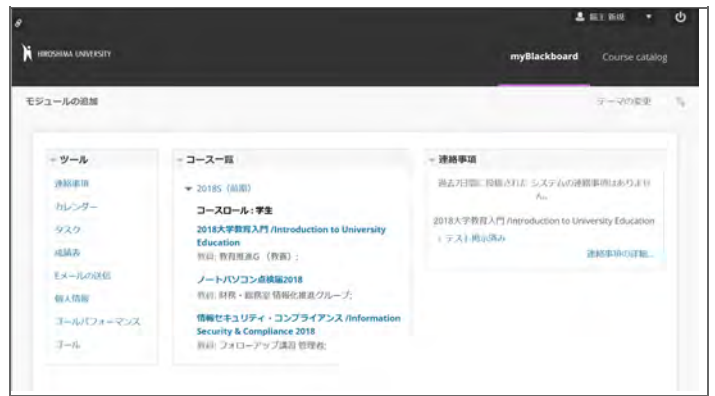 HIROSHIMA UNIVERSITY
myBlackboard
Course catalog
モジュールの追加
テーマの変更
ツール
連絡事項
カレンダー
タスク
成績表
Eメールの送信
個人情報
ゴールパフォーマンス
ゴール
コース一覧
2018S (前期)
コースロール: 学生
2018大学教育入門 /Introduction to University
Education
教員: 教育推進G (教養);
ノートパソコン点検届2018
教員: 財務・総務室 情報化推進グループ;
情報セキュリティ・コンプライアンス /Information
Security & Compliance 2018
教員: フォローアップ講習 管理者;
連絡事項
過去7日間に投稿された システムの連絡事項はありませ
ん。
2018大学教育入門 /Introduction to University Education
テスト掲示済み
連絡事項の詳細...